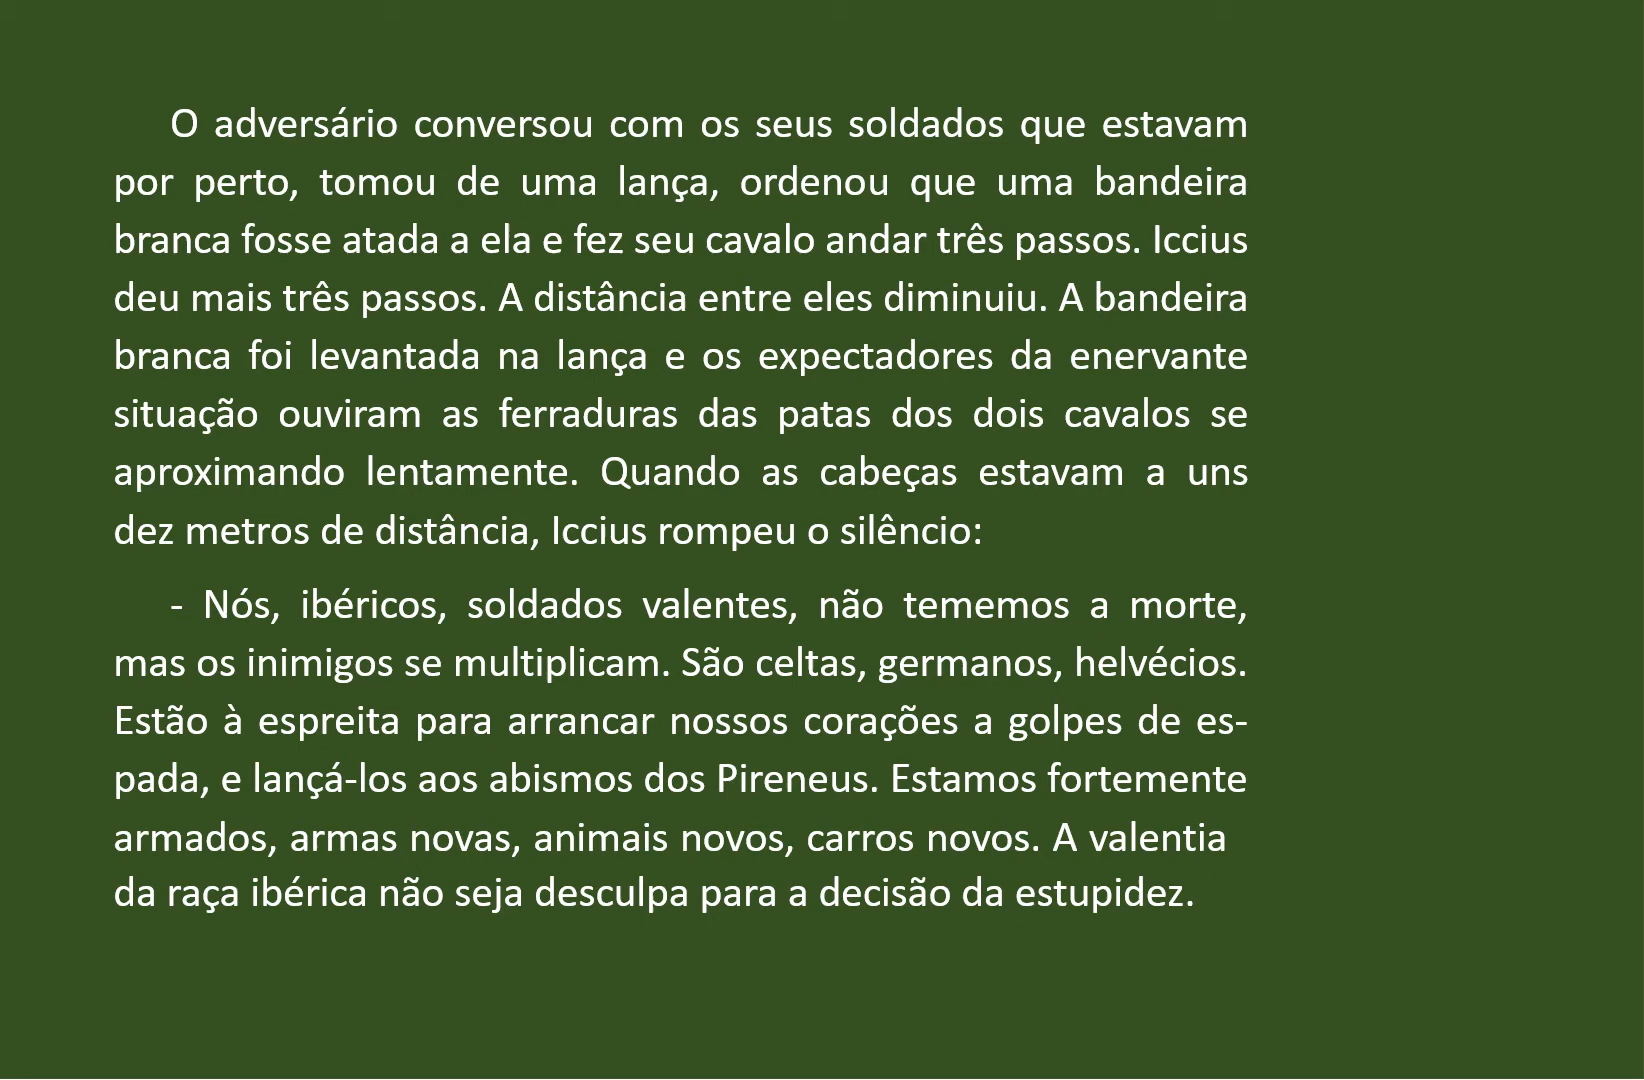 O adversário conversou com os seus soldados que estavam
por perto, tomou de uma lança, ordenou que uma bandeira
branca fosse atada a ela e fez seu cavalo andar três passos. Iccius
deu mais três passos. A distância entre eles diminuiu. A bandeira
branca foi levantada na lança e os expectadores da enervante
situação ouviram as ferraduras das patas dos dois cavalos se
aproximando lentamente. Quando as cabeças estavam a uns
dez metros de distância, Iccius rompeu o silêncio:
- Nós, ibéricos, soldados valentes, não tememos a morte,
mas os inimigos se multiplicam. São celtas, germanos, helvécios.
Estão à espreita para arrancar nossos corações a golpes de es-
pada, e lançá-los aos abismos dos Pireneus. Estamos fortemente
armados, armas novas, animais novos, carros novos. A valentia
da raça ibérica não seja desculpa para a decisão da estupidez.